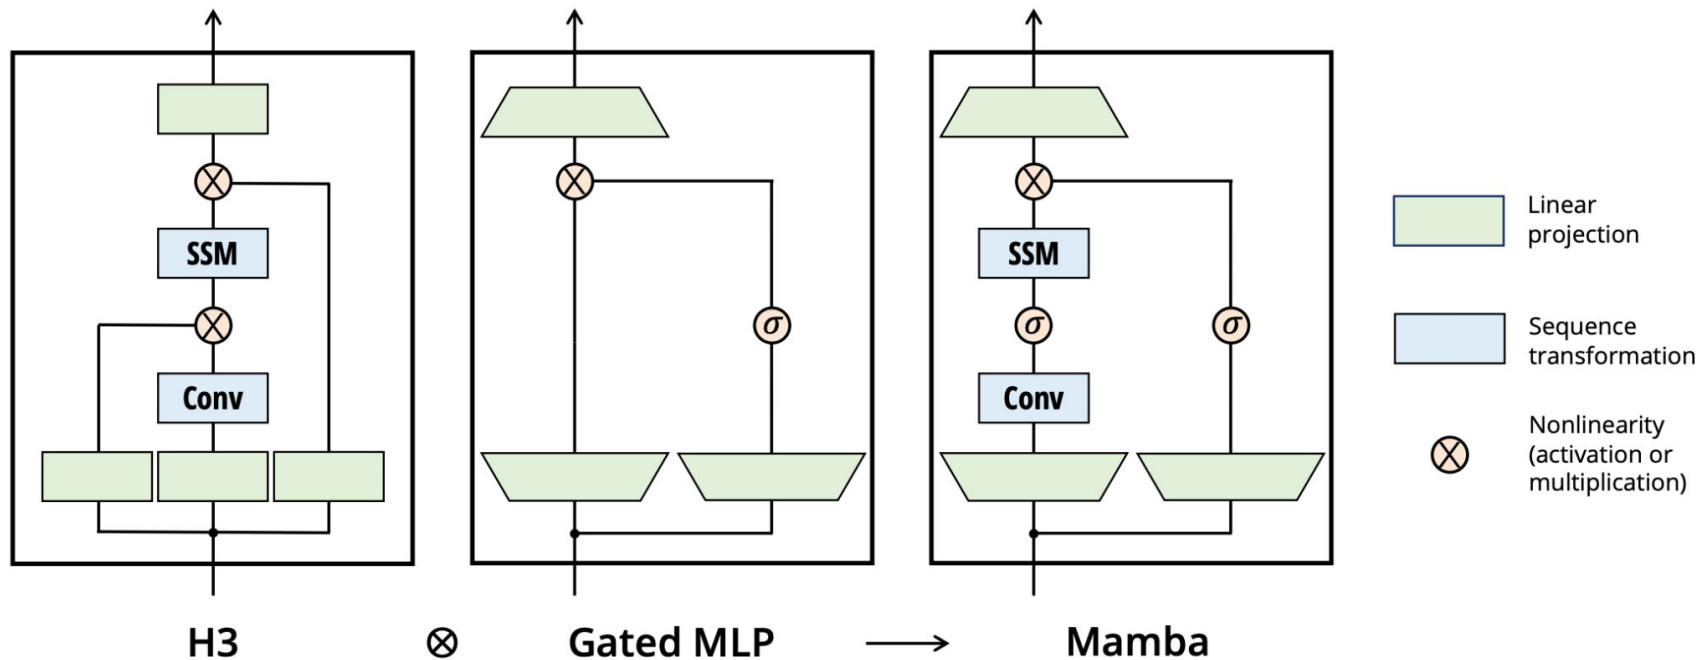 SSM
Conv
σ
SSM
σ
σ
Conv
Linear
projection
Sequence
transformation
Nonlinearity
(activation or
multiplication)
H3 ⊗ Gated MLP → Mamba